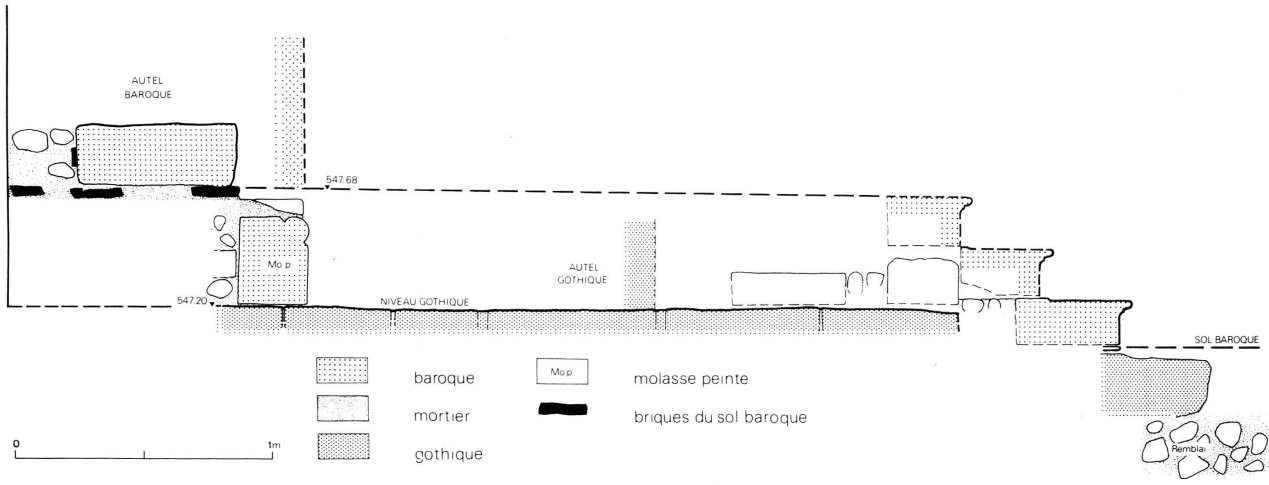 AUTEL
BAROQUE
547.68
Mo p
AUTEL
GOTHIQUE
547.20
NIVEAU GOTHIQUE
SOL BAROQUE
baroque
Mo.p
molasse peinte
mortier
briques du sol baroque
gothique
0
1m
Remblai